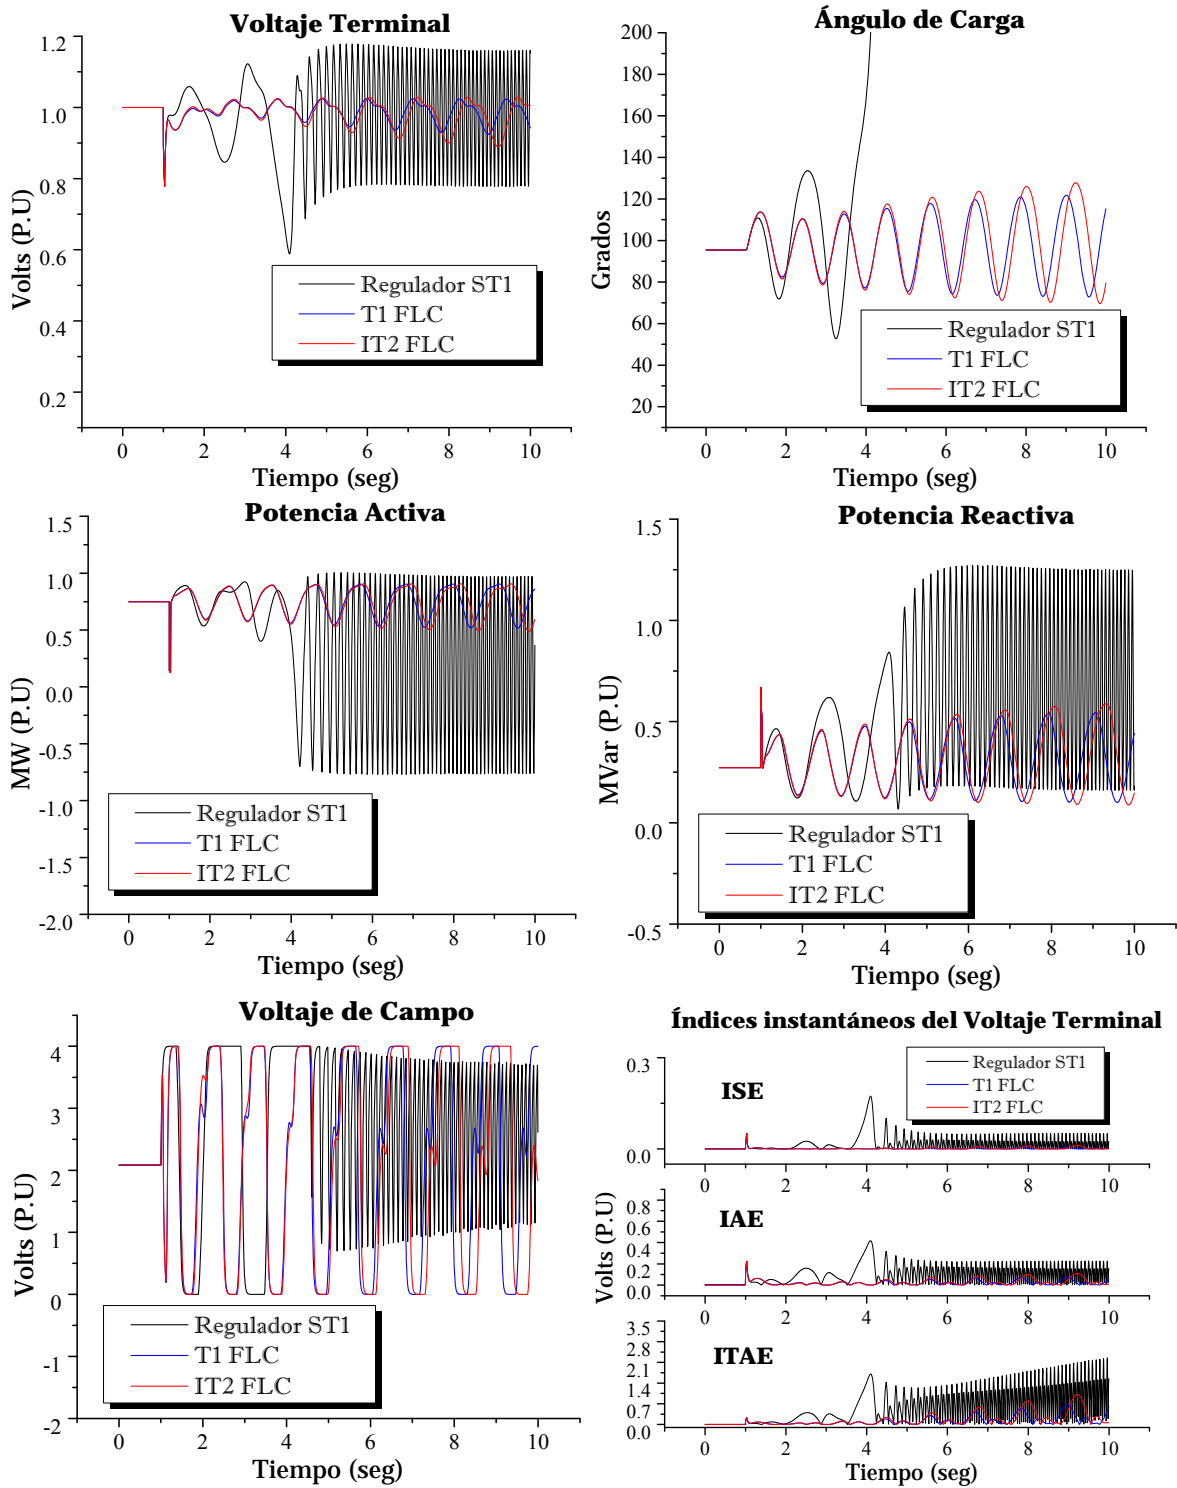 Voltaje Terminal
1.2
1.0
0.8
0.6
0.4
0.2
Volts (P.U)
Regulador ST1
T1 FLC
IT2 FLC
0 2 4 6 8 10
Tiempo (seg)
Ángulo de Carga
200
180
160
140
120
100
80
60
40
20
Grados
Regulador ST1
T1 FLC
IT2 FLC
0 2 4 6 8 10
Tiempo (seg)
Potencia Activa
1.5
1.0
0.5
0.0
-0.5
-1.0
-1.5
-2.0
MW (P.U)
Regulador ST1
T1 FLC
IT2 FLC
0 2 4 6 8 10
Tiempo (seg)
Potencia Reactiva
1.5
1.0
0.5
0.0
-0.5
MVar (P.U)
Regulador ST1
T1 FLC
IT2 FLC
0 2 4 6 8 10
Tiempo (seg)
Voltaje de Campo
4
3
2
1
0
-1
-2
Volts (P.U)
Regulador ST1
T1 FLC
IT2 FLC
0 2 4 6 8 10
Tiempo (seg)
Índices instantáneos del Voltaje Terminal
Regulador ST1
T1 FLC
IT2 FLC
ISE
0.3
0.0
0 2 4 6 8 10
IAE
0.8
0.6
0.4
0.2
0.0
Volts (P.U)
0 2 4 6 8 10
ITAE
3.5
2.8
2.1
1.4
0.7
0.0
0 2 4 6 8 10
Tiempo (seg)